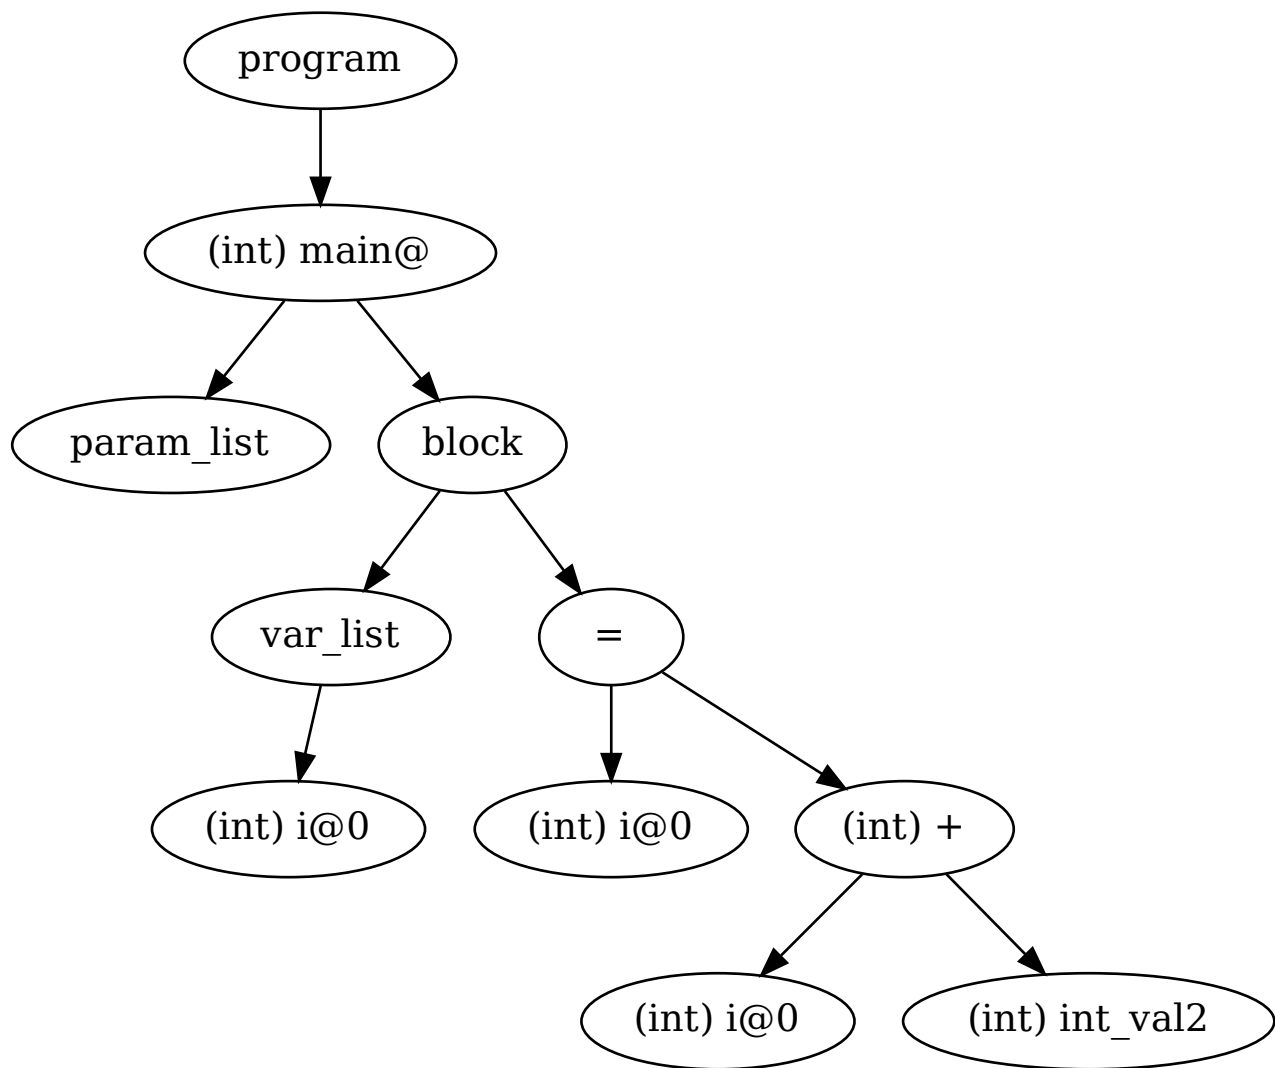 program
(int) main@
param_list
block
var_list
=
(int) i@0
(int) i@0
(int) +
(int) i@0
(int) int_val2